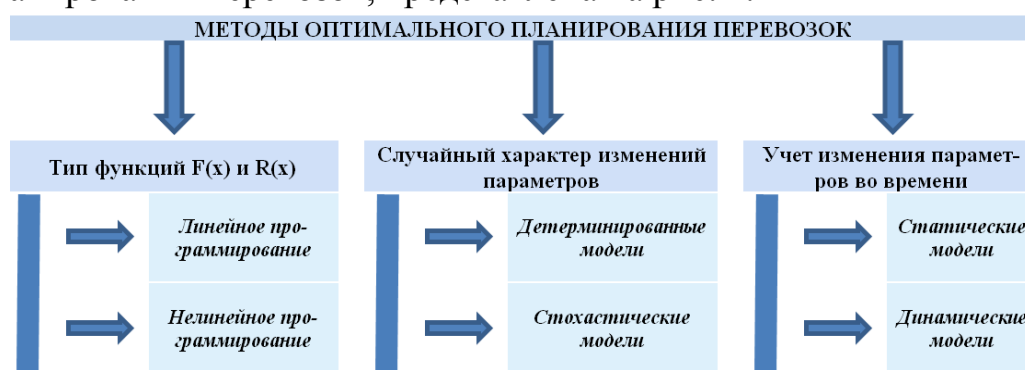 МЕТОДЫ ОПТИМАЛЬНОГО ПЛАНИРОВАНИЯ ПЕРЕВОЗОК
Тип функций F(x) и R(x)
Линейное про-
граммирование
Нелинейное про-
граммирование
Случайный характер изменений
параметров
Детерминированные
модели
Стохастические
модели
Учет изменения парамет-
ров во времени
Статические
модели
Динамические
модели